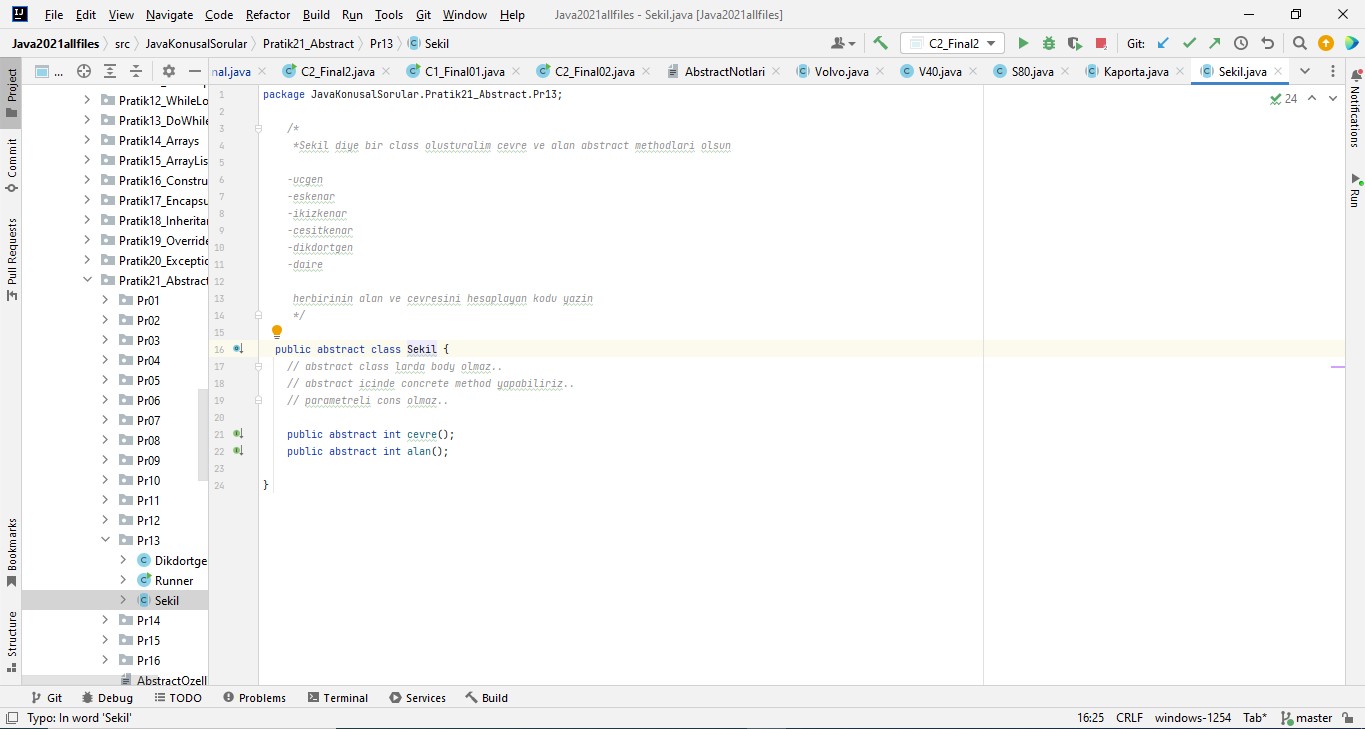 File Edit View Navigate Code Refactor Build Run Tools Git Window Help Java2021allfiles - Sekil.java [Java2021allfiles]
Java2021allfiles src JavaKonusalSorular Pratik21_Abstract Pr13 Sekil C2_Final2 Git:
Project
Commit
Pull Requests
Bookmarks
Structure
...
nal.java C2_Final2.java C1_Final01.java C2_Final02.java AbstractNotlari Volvo.java V40.java S80.java Kaporta.java Sekil.java
Pratik12_WhileLo
Pratik13_DoWhile
Pratik14_Arrays
Pratik15_ArrayLis
Pratik16_Constru
Pratik17_Encapsu
Pratik18_Inheritar
Pratik19_Override
Pratik20_Exceptic
Pratik21_Abstract
Pr01
Pr02
Pr03
Pr04
Pr05
Pr06
Pr07
Pr08
Pr09
Pr10
Pr11
Pr12
Pr13
Dikdortge
Runner
Sekil
Pr14
Pr15
Pr16
AbstractOzell
1 package JavaKonusalSorular.Pratik21_Abstract.Pr13;
2
3 /*
4 *Sekil diye bir class olusturalim cevre ve alan abstract methodlari olsun
5
6 -ucgen
7 -eskenar
8 -ikizkenar
9 -cesitkenar
10 -dikdortgen
11 -daire
12
13 herbirinin alan ve cevresini hesaplayan kodu yazin
14 */
15
16 public abstract class Sekil {
17 // abstract class larda body olmaz..
18 // abstract icinde concrete method yapabiliriz..
19 // parametreli cons olmaz..
20
21 public abstract int cevre();
22 public abstract int alan();
23
24 }
24
Notifications
Run
Git Debug TODO Problems Terminal Services Build
Typo: In word 'Sekil' 16:25 CRLF windows-1254 Tab* master